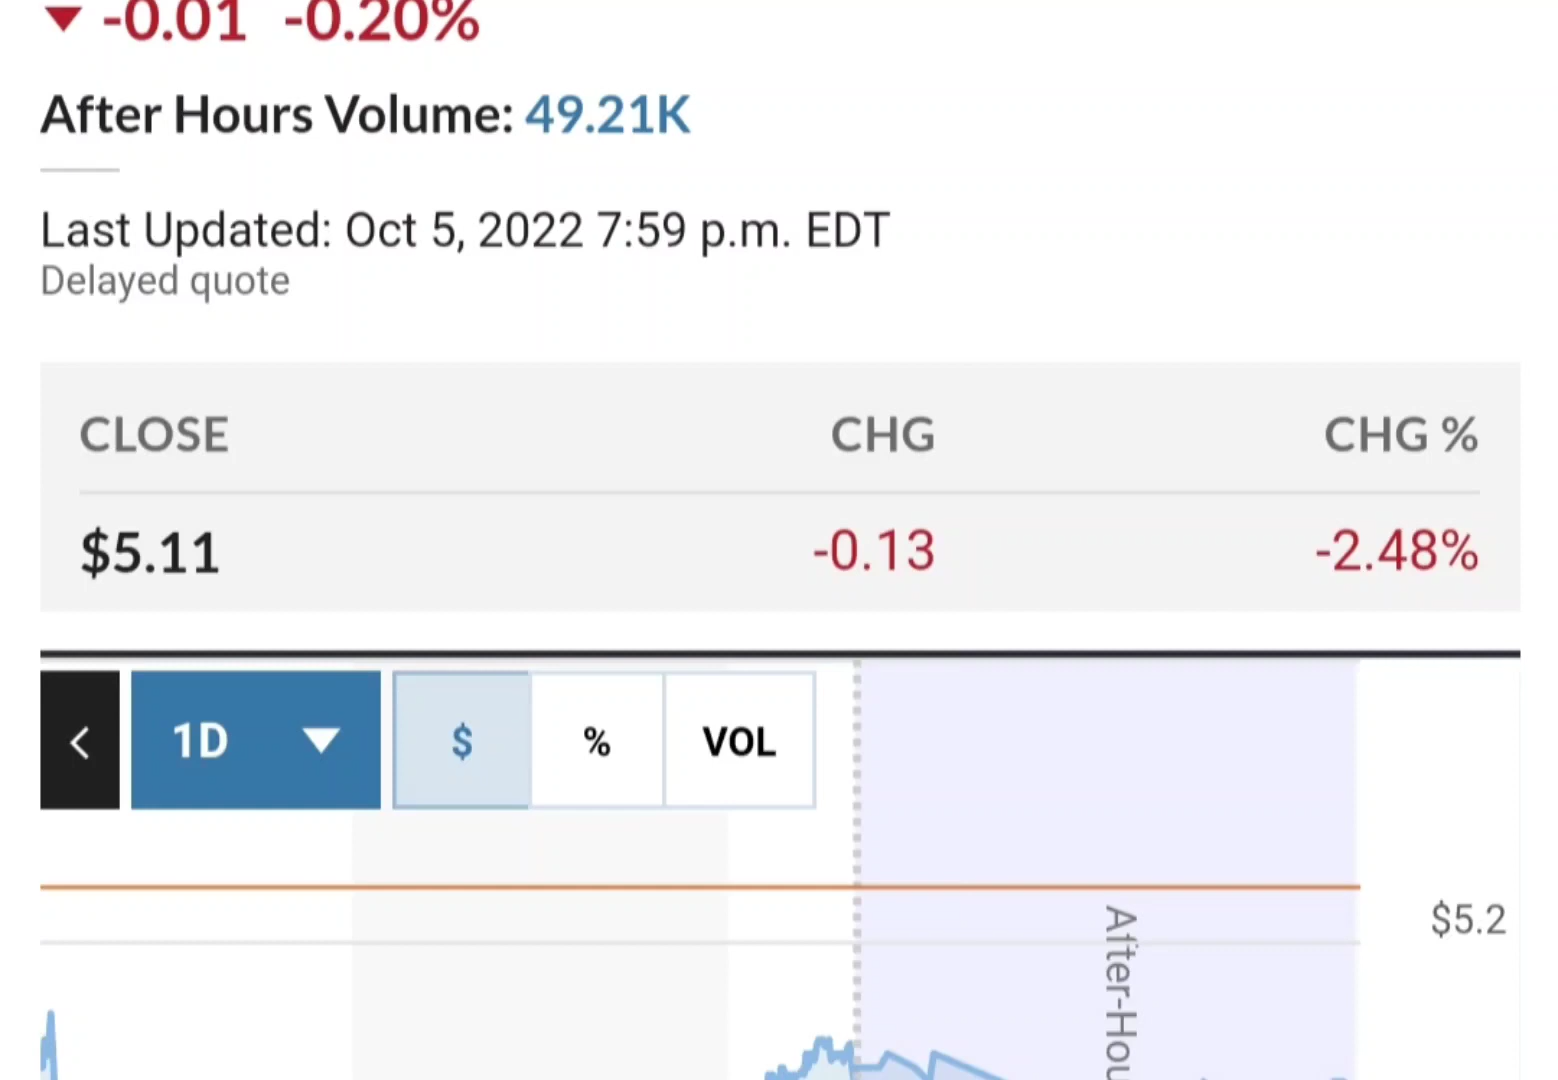 -0.01 -0.20%
After Hours Volume: 49.21K
Last Updated: Oct 5, 2022 7:59 p.m. EDT
Delayed quote
CLOSE CHG CHG %
$5.11 -0.13 -2.48%
1D $ % VOL
$5.2
After-Hou